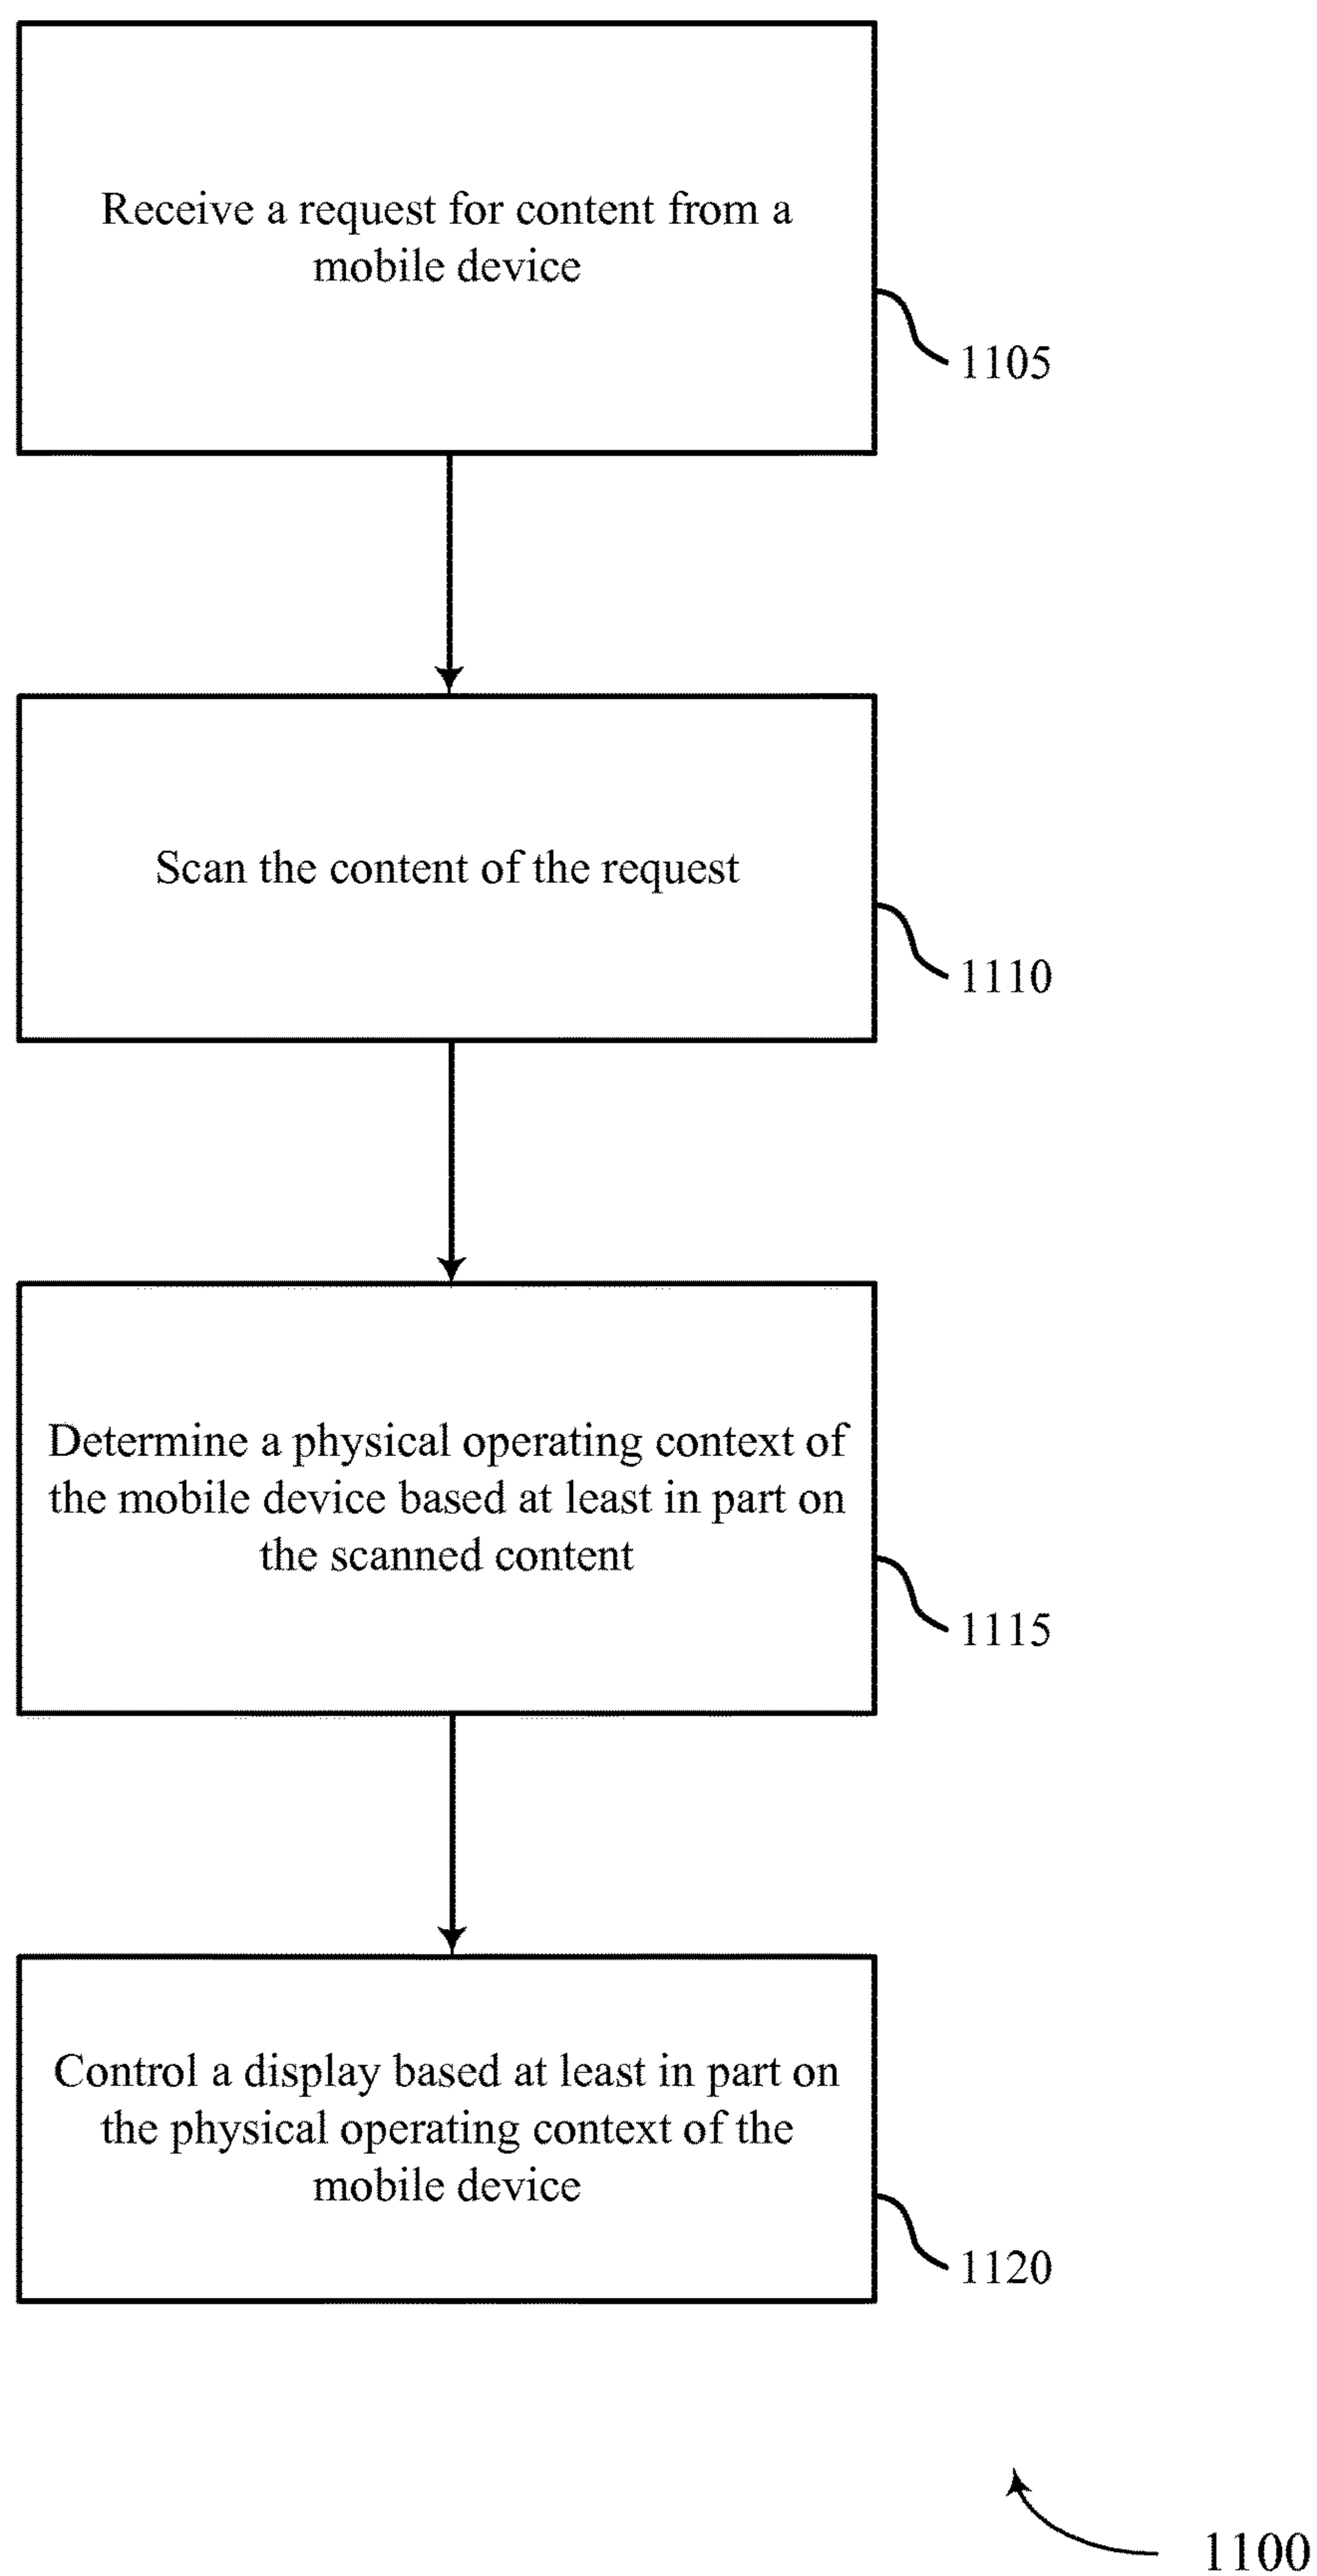 Receive a request for content from a
mobile device
1105
Scan the content of the request
1110
Determine a physical operating context of
the mobile device based at least in part on
the scanned content
1115
Control a display based at least in part on
the physical operating context of the
mobile device
1120
1100